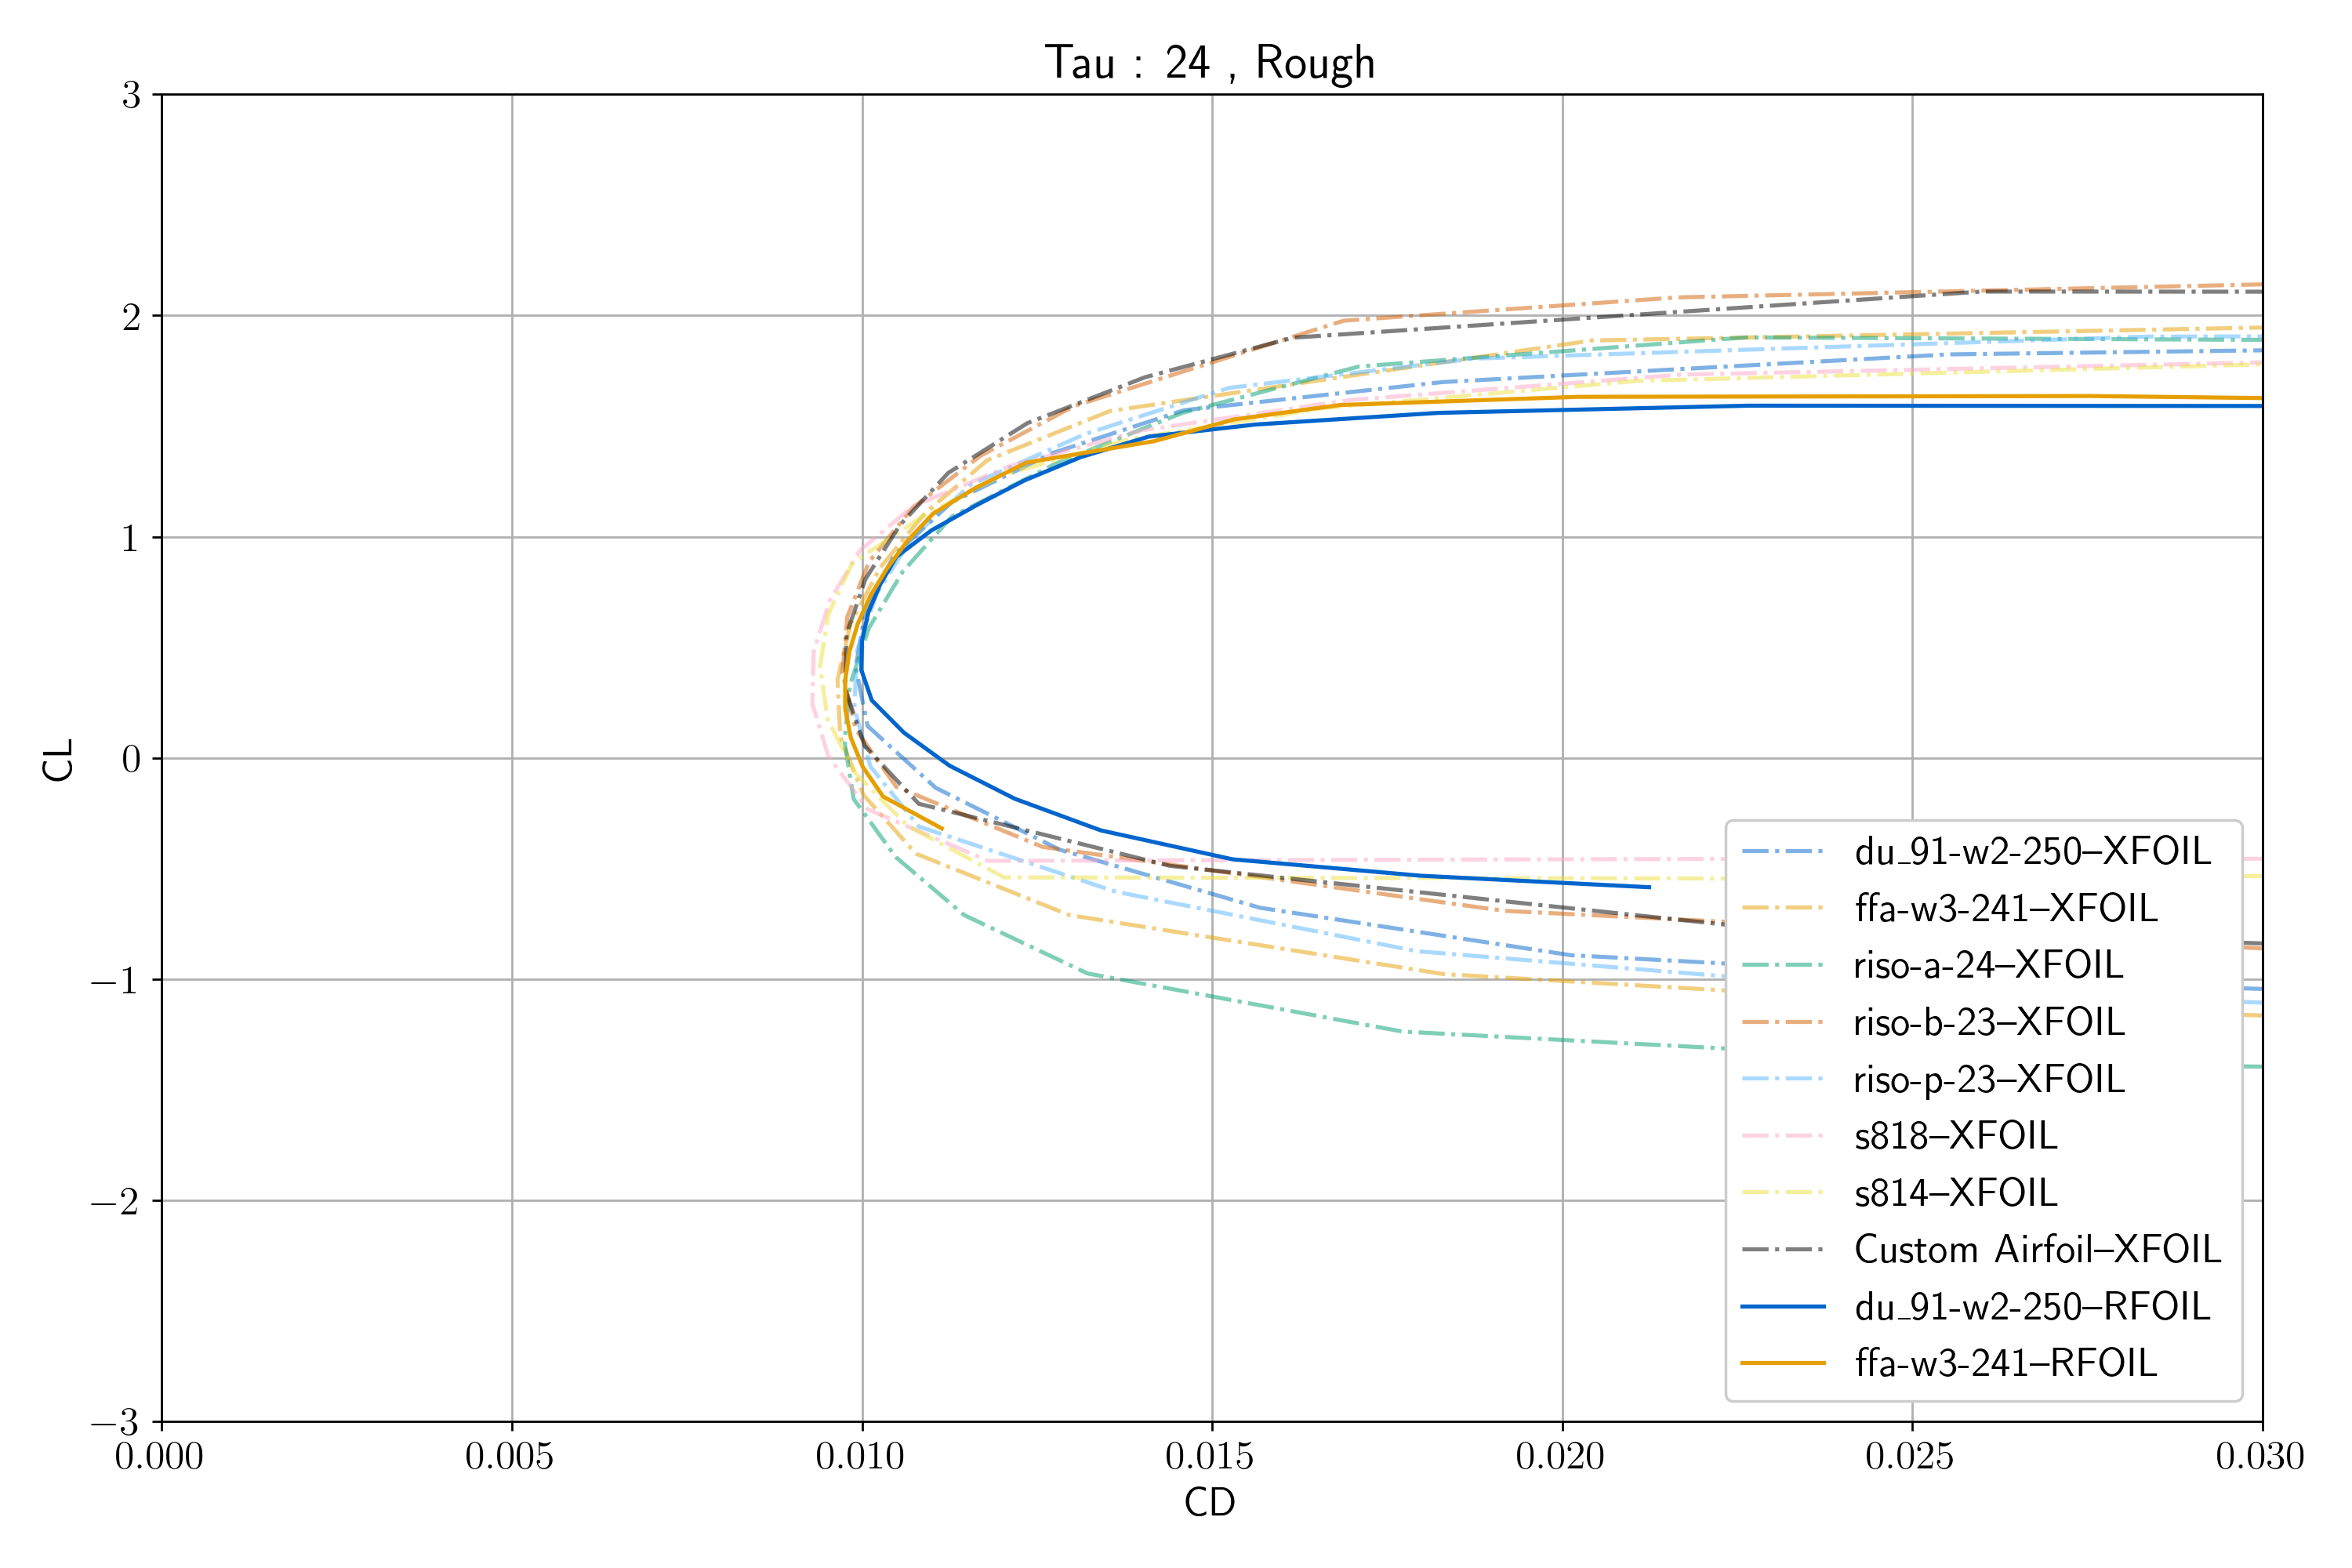 Tau : 24 , Rough
3
2
1
0
−1
−2
−3
CL
du_91-w2-250–XFOIL
ffa-w3-241–XFOIL
riso-a-24–XFOIL
riso-b-23–XFOIL
riso-p-23–XFOIL
s818–XFOIL
s814–XFOIL
Custom Airfoil–XFOIL
du_91-w2-250–RFOIL
ffa-w3-241–RFOIL
0.000 0.005 0.010 0.015 0.020 0.025 0.030
CD